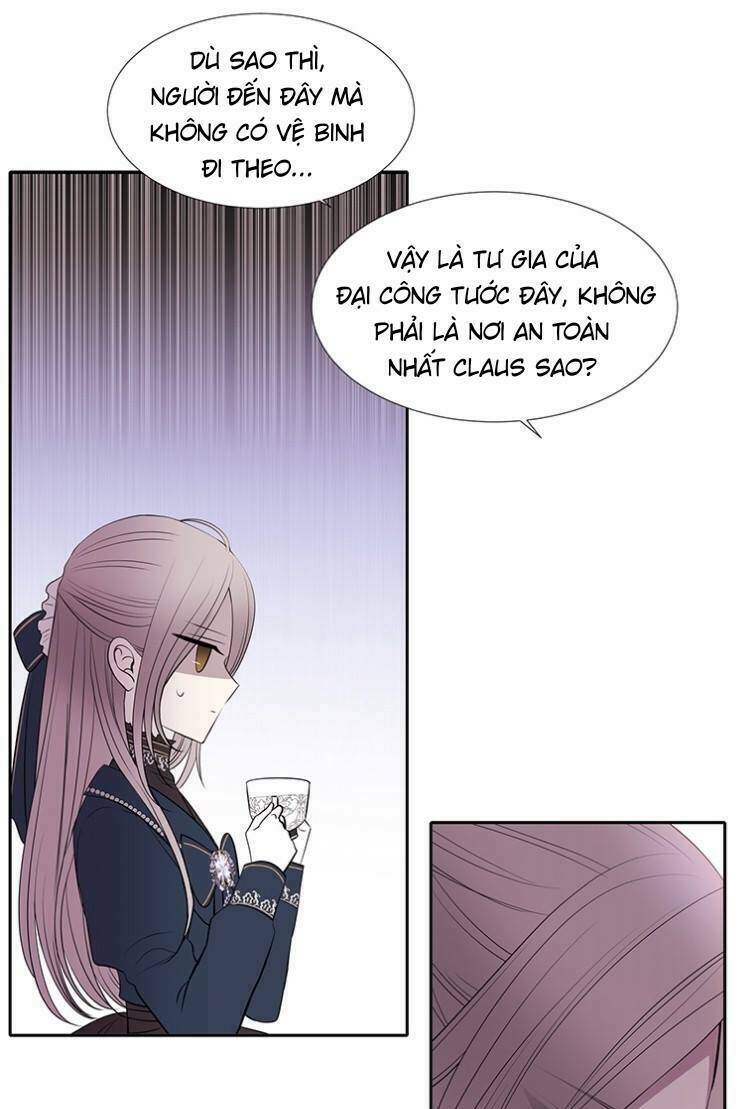 DÙ SAO THÌ,
NGƯỜI ĐẾN ĐÂY MÀ
KHÔNG CÓ VỆ BINH
ĐI THEO...
VẬY LÀ TƯ GIA CỦA
ĐẠI CÔNG TƯỚC ĐÂY, KHÔNG
PHẢI LÀ NƠI AN TOÀN
NHẤT CLAUS SAO?